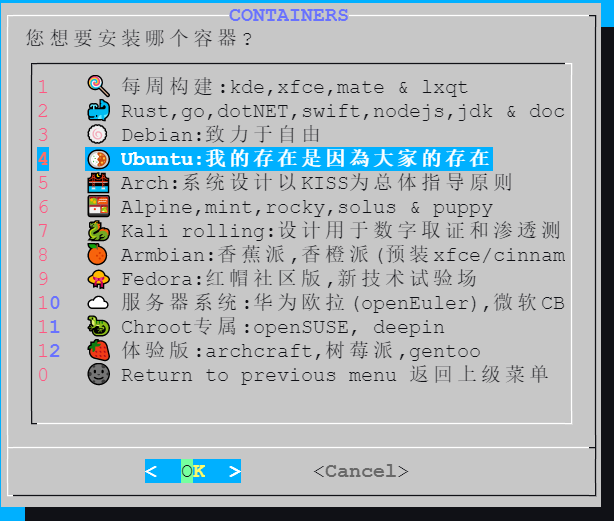 CONTAINERS
您想要安装哪个容器?
1 每周构建:kde,xfce,mate & lxqt
2 Rust,go,dotNET,swift,nodejs,jdk & doc
3 Debian:致力于自由
4 Ubuntu:我的存在是因為大家的存在
5 Arch:系统设计以KISS为总体指导原则
6 Alpine,mint,rocky,solus & puppy
7 Kali rolling:设计用于数字取证和渗透测
8 Armbian:香蕉派,香橙派(预装xfce/cinnam
9 Fedora:红帽社区版,新技术试验场
10 服务器系统:华为欧拉(openEuler),微软CB
11 Chroot专属:openSUSE, deepin
12 体验版:archcraft,树莓派,gentoo
0 Return to previous menu 返回上级菜单
< OK > <Cancel>